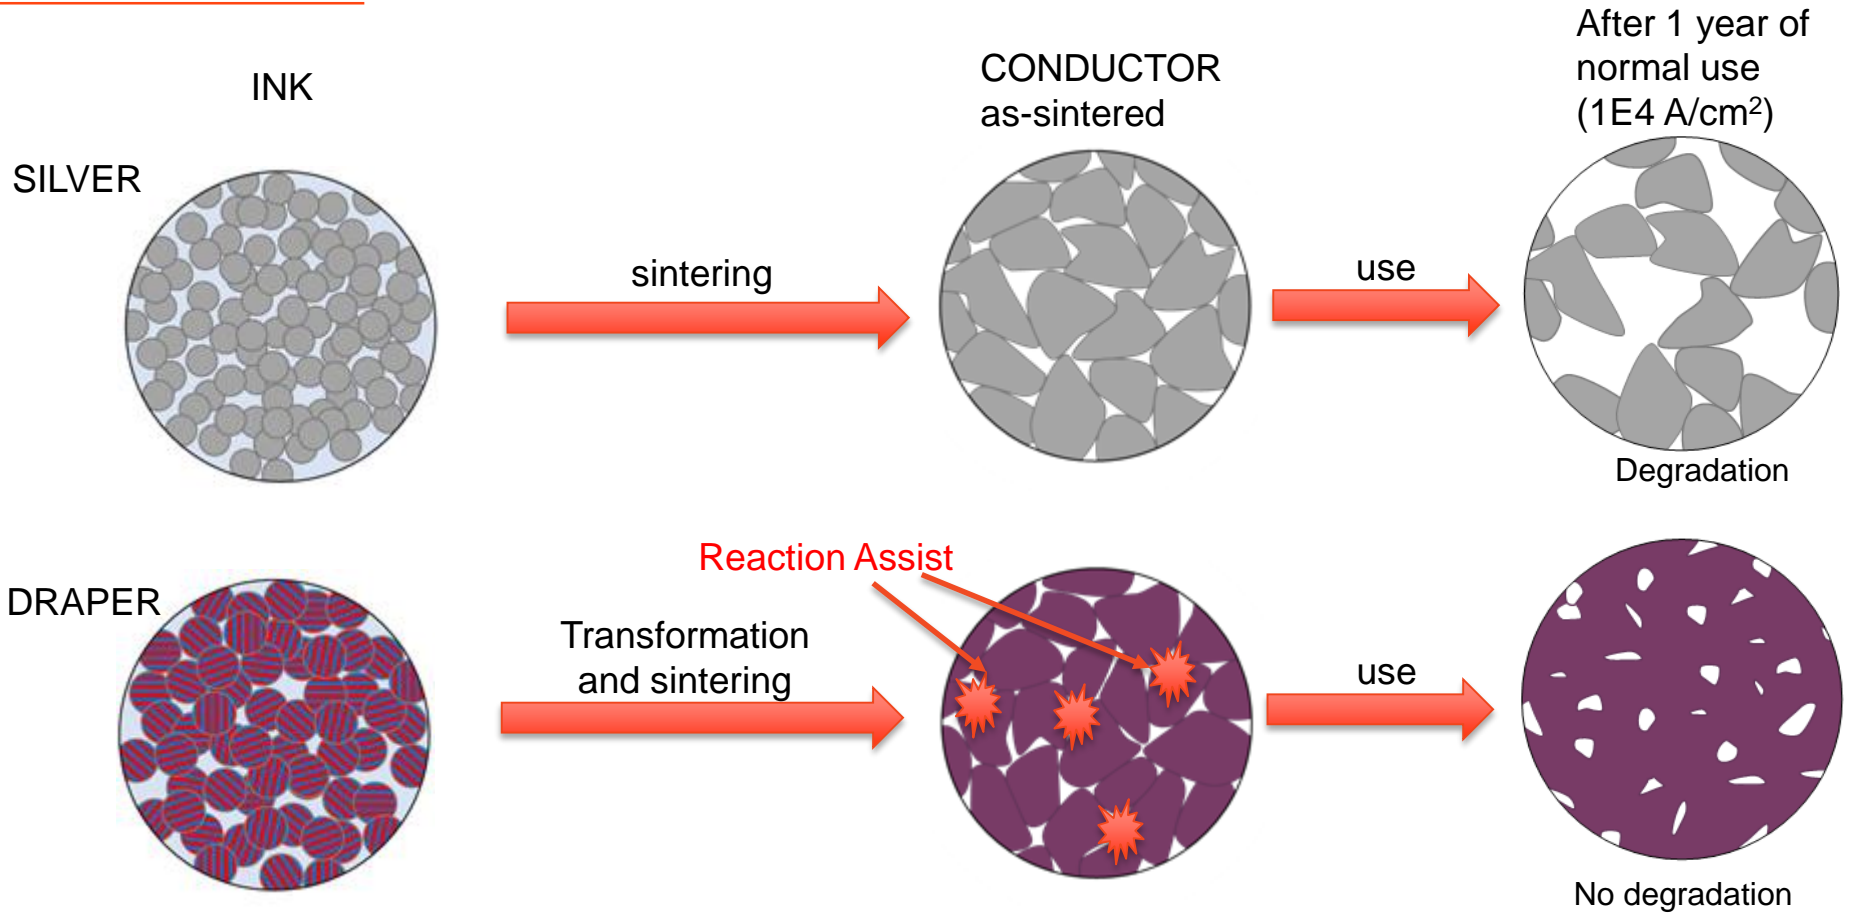 INK
CONDUCTOR
as-sintered
After 1 year of
normal use
(1E4 A/cm²)
SILVER
sintering
use
Degradation
DRAPER
Reaction Assist
Transformation
and sintering
use
No degradation